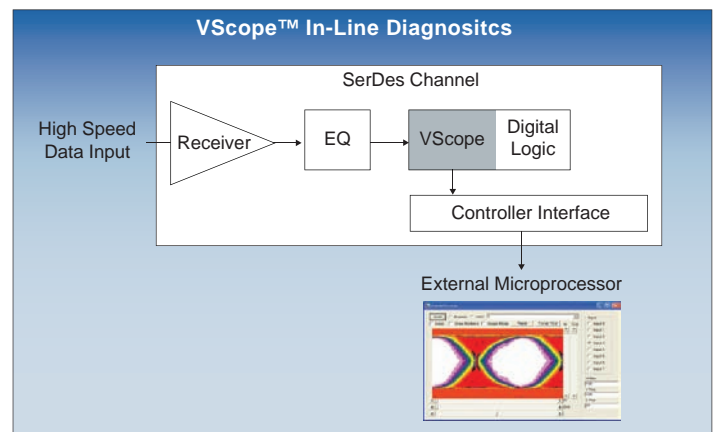 VScope™ In-Line Diagnositcs
SerDes Channel
High Speed
Data Input
Receiver
EQ
VScope
Digital
Logic
Controller Interface
External Microprocessor